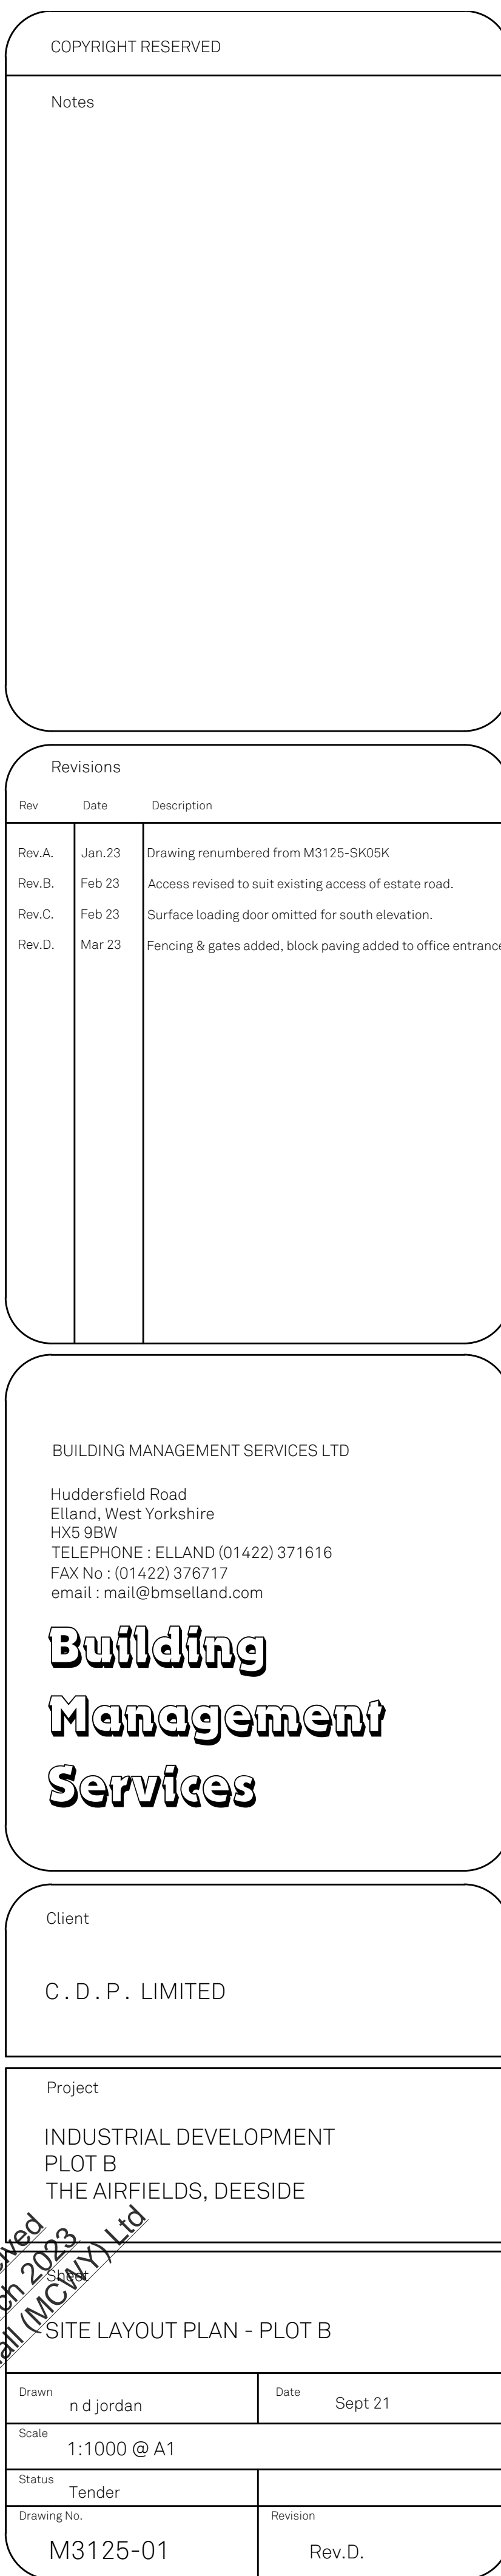 COPYRIGHT RESERVED
Notes
Revisions
Rev Date Description
Rev.A. Jan.23 Drawing renumbered from M3125-SK05K
Rev.B. Feb 23 Access revised to suit existing access of estate road.
Rev.C. Feb 23 Surface loading door omitted for south elevation.
Rev.D. Mar 23 Fencing & gates added, block paving added to office entrance
BUILDING MANAGEMENT SERVICES LTD
Huddersfield Road
Elland, West Yorkshire
HX5 9BW
TELEPHONE : ELLAND (01422) 371616
FAX No : (01422) 376717
email : mail@bmselland.com
Building
Management
Services
Client
C . D . P . LIMITED
Project
INDUSTRIAL DEVELOPMENT
PLOT B
THE AIRFIELDS, DEESIDE
2023
(MCWY) Ltd
Sheet
SITE LAYOUT PLAN - PLOT B
Drawn n d jordan Date Sept 21
Scale 1:1000 @ A1
Status Tender
Drawing No. Revision
M3125-01 Rev.D.